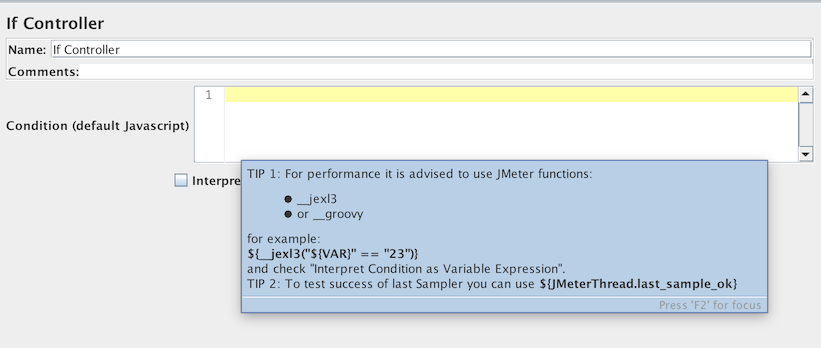 If Controller
Name: If Controller
Comments:
1
Condition (default Javascript)
Interpre
TIP 1: For performance it is advised to use JMeter functions:
● __jexl3
● or __groovy
for example:
${__jexl3("${VAR}" == "23")}
and check "Interpret Condition as Variable Expression".
TIP 2: To test success of last Sampler you can use ${JMeterThread.last_sample_ok}
Press 'F2' for focus